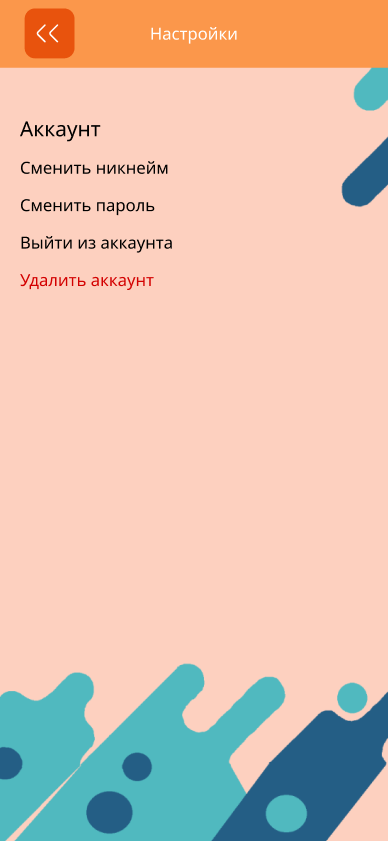 Настройки
Аккаунт
Сменить никнейм
Сменить пароль
Выйти из аккаунта
Удалить аккаунт